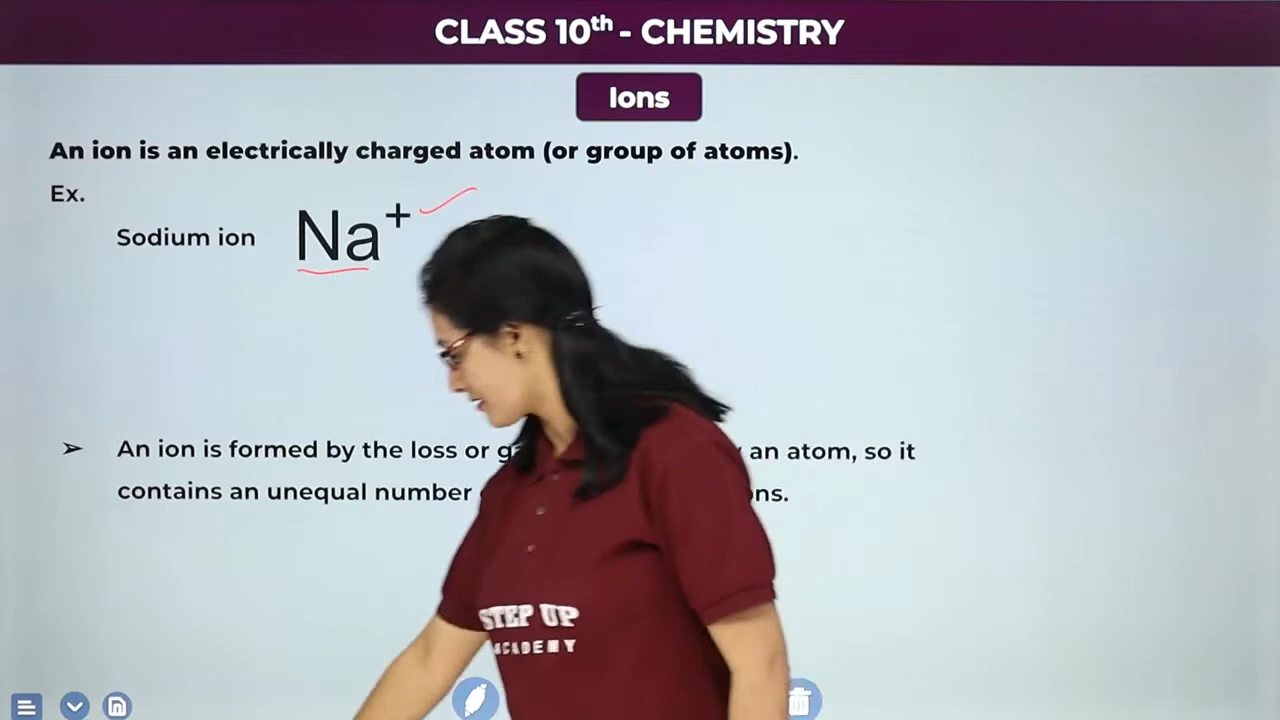 CLASS 10th - CHEMISTRY
Ions
An ion is an electrically charged atom (or group of atoms).
Ex.
Sodium ion Na+
➢ An ion is formed by the loss or an atom, so it
contains an unequal number
STEP UP
ACADEMY